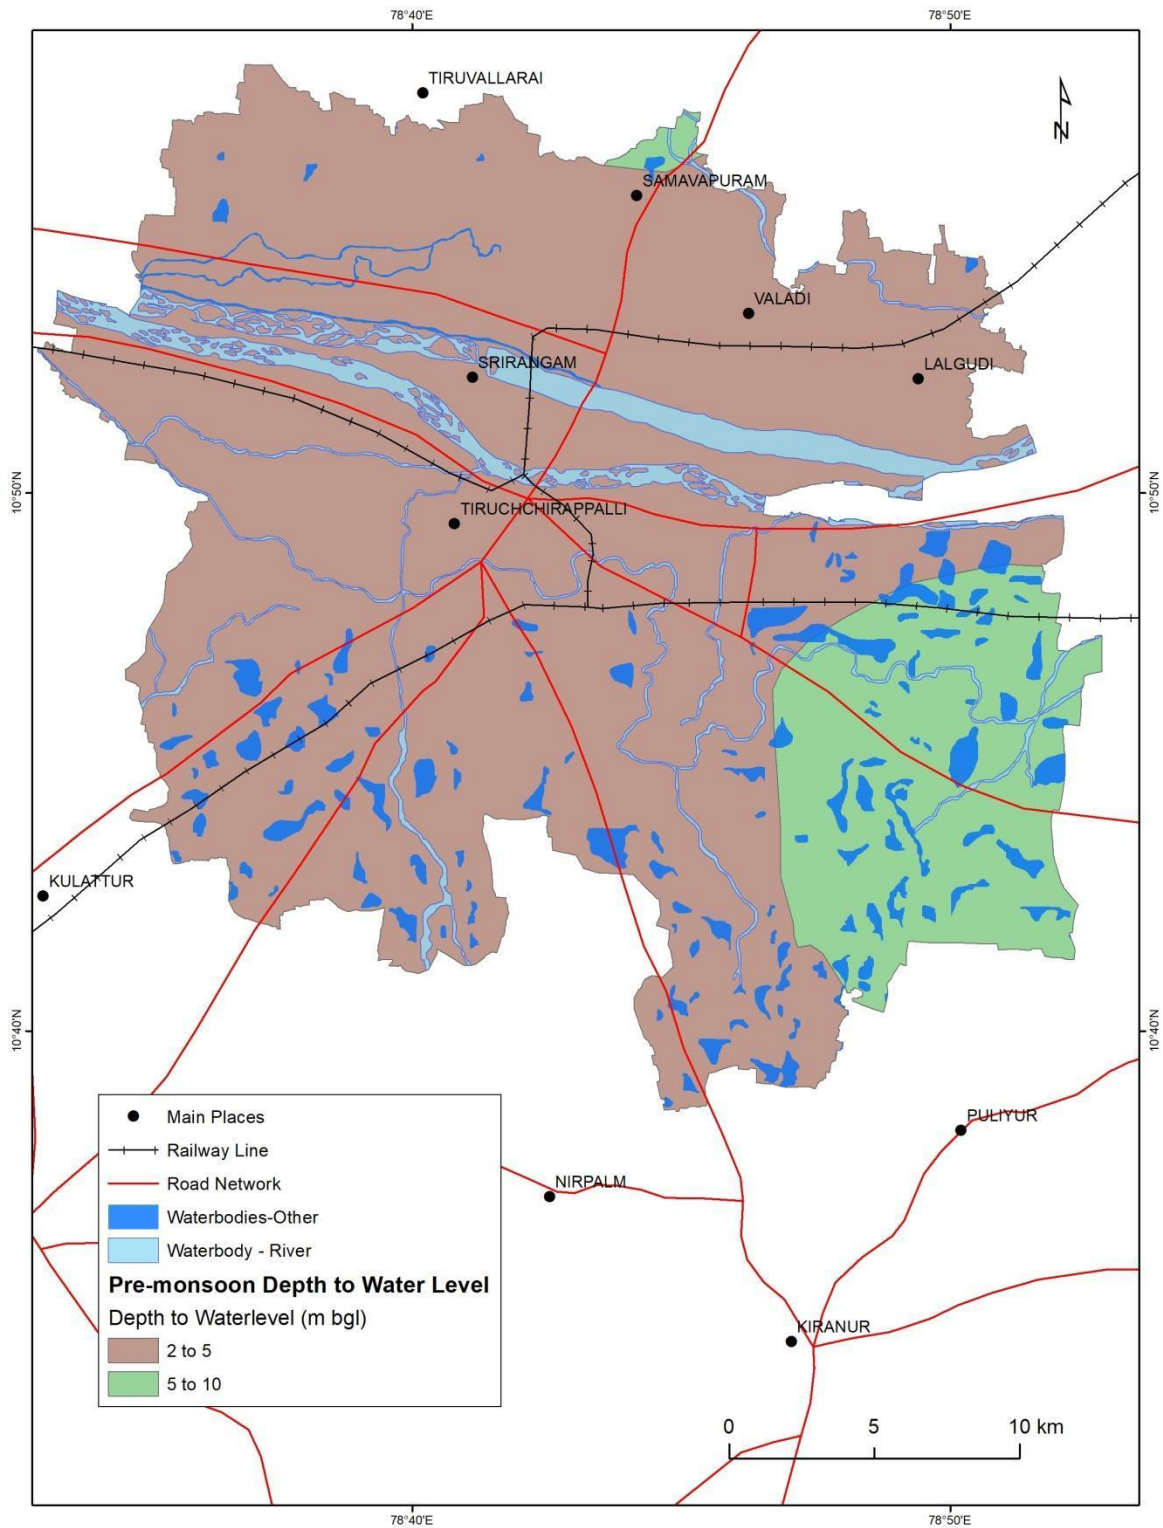 78°40'E
78°50'E
TIRUVALLARAI
N
SAMAVAPURAM
VALADI
SRIRANGAM
LALGUDI
10°50'N
10°50'N
TIRUCHCHIRAPPALLI
KULATTUR
10°40'N
10°40'N
PULIYUR
NIRPALM
KIRANUR
Main Places
Railway Line
Road Network
Waterbodies-Other
Waterbody - River
Pre-monsoon Depth to Water Level
Depth to Waterlevel (m bgl)
2 to 5
5 to 10
0 5 10 km
78°40'E
78°50'E